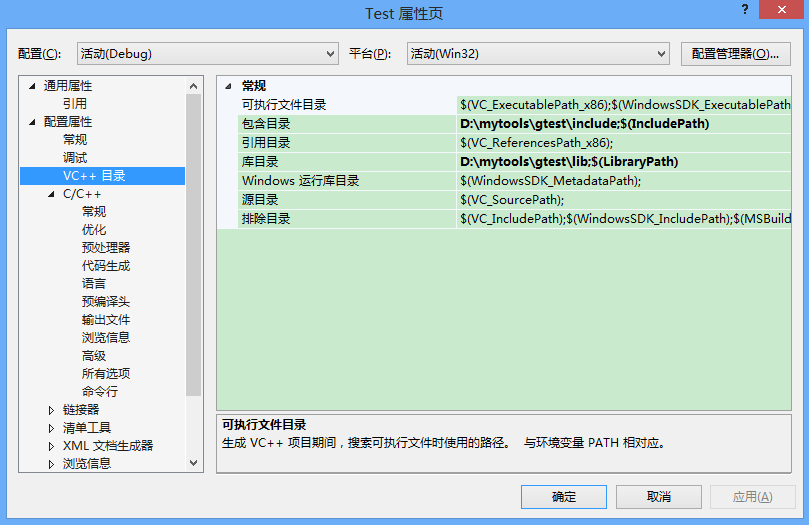 Test 属性页
配置(C): 活动(Debug) 平台(P): 活动(Win32) 配置管理器(O)...
通用属性
引用
配置属性
常规
调试
VC++ 目录
C/C++
常规
优化
预处理器
代码生成
语言
预编译头
输出文件
浏览信息
高级
所有选项
命令行
链接器
清单工具
XML 文档生成器
浏览信息
常规
可执行文件目录 $(VC_ExecutablePath_x86);$(WindowsSDK_ExecutablePath
包含目录 D:\mytools\gtest\include;$(IncludePath)
引用目录 $(VC_ReferencesPath_x86);
库目录 D:\mytools\gtest\lib;$(LibraryPath)
Windows 运行库目录 $(WindowsSDK_MetadataPath);
源目录 $(VC_SourcePath);
排除目录 $(VC_IncludePath);$(WindowsSDK_IncludePath);$(MSBuild
可执行文件目录
生成 VC++ 项目期间，搜索可执行文件时使用的路径。 与环境变量 PATH 相对应。
确定 取消 应用(A)